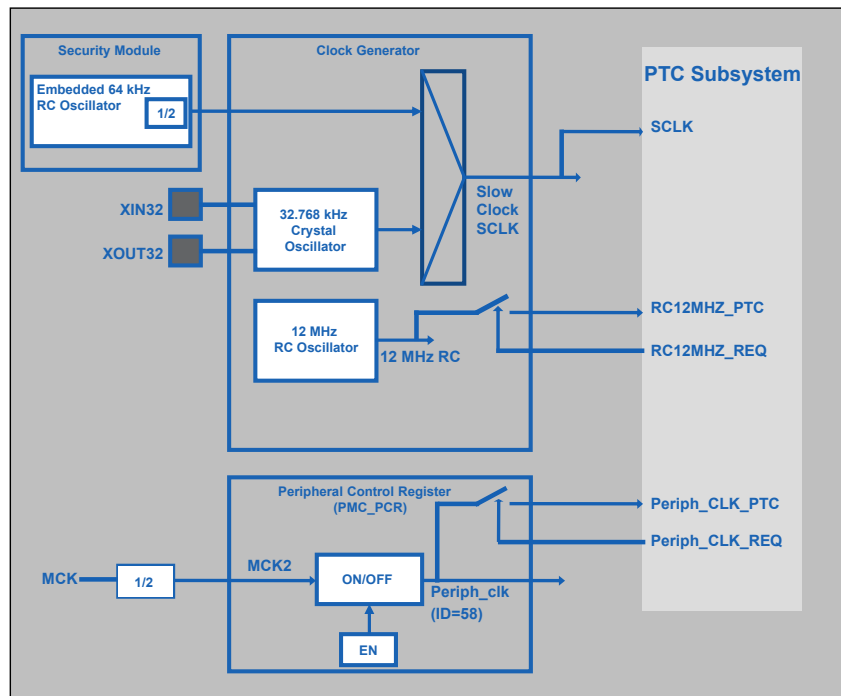 Security Module
Clock Generator
PTC Subsystem
Embedded 64 kHz
RC Oscillator
1/2
SCLK
XIN32
XOUT32
32.768 kHz
Crystal
Oscillator
Slow
Clock
SCLK
12 MHz
RC Oscillator
12 MHz RC
RC12MHZ_PTC
RC12MHZ_REQ
Peripheral Control Register
(PMC_PCR)
Periph_CLK_PTC
Periph_CLK_REQ
MCK
1/2
MCK2
ON/OFF
Periph_clk
(ID=58)
EN